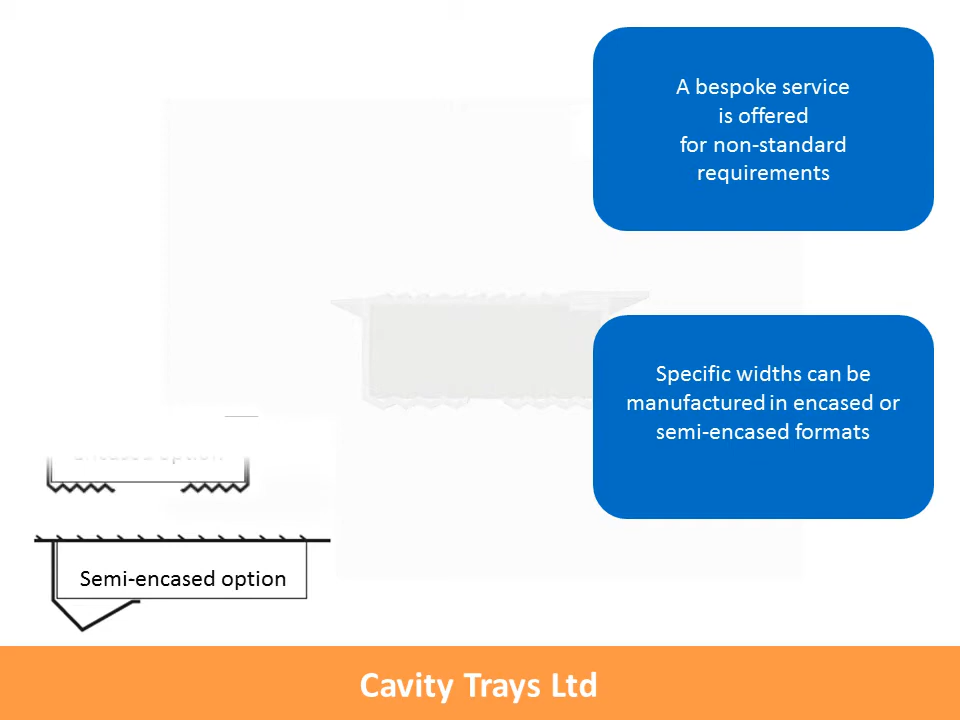 A bespoke service
is offered
for non-standard
requirements
Specific widths can be
manufactured in encased or
semi-encased formats
option
Semi-encased option
Cavity Trays Ltd